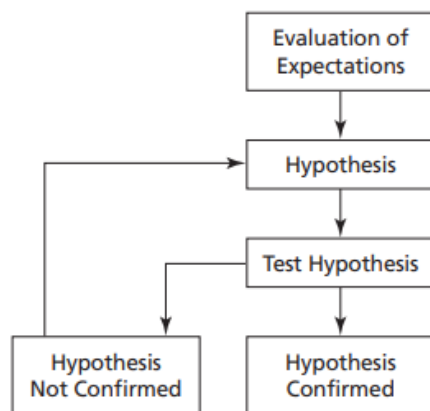 Evaluation of
Expectations
Hypothesis
Test Hypothesis
Hypothesis
Not Confirmed
Hypothesis
Confirmed